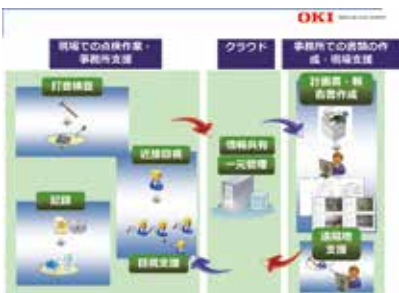 OKI
現場での点検作業・
事務所支援
クラウド
事務所での書類の作
成・現場支援
打音検査
計画書・報
告書作成
近接目視
情報共有
一元管理
記録
遠隔地
支援
目視支援